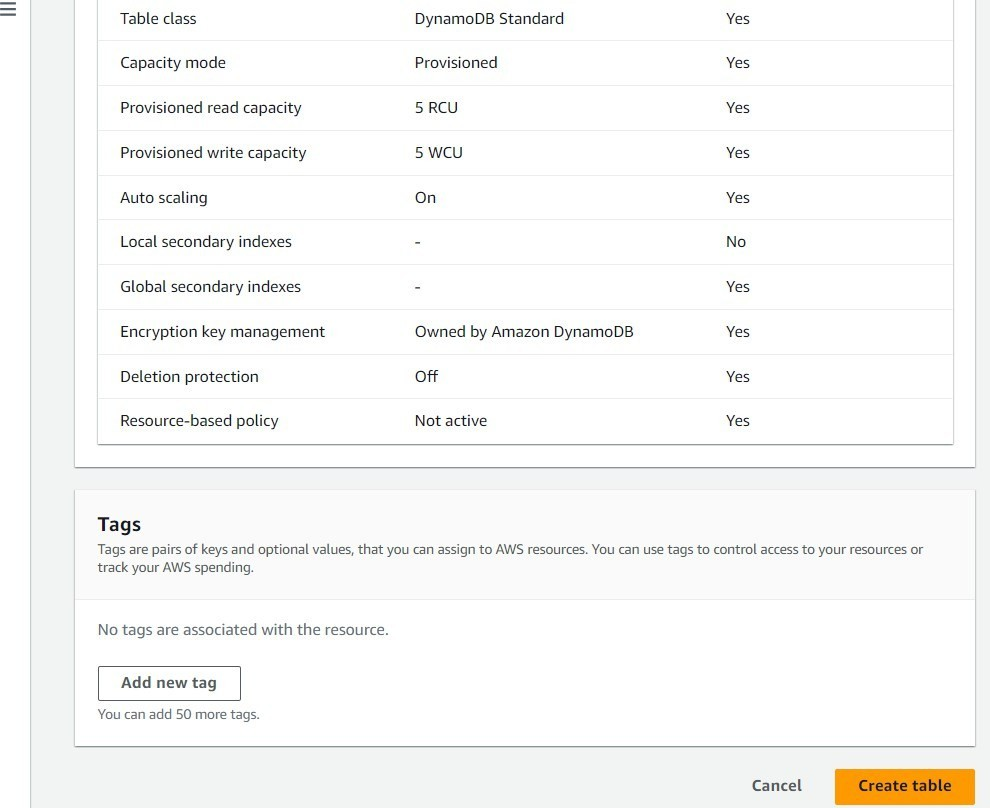 Table class DynamoDB Standard Yes
Capacity mode Provisioned Yes
Provisioned read capacity 5 RCU Yes
Provisioned write capacity 5 WCU Yes
Auto scaling On Yes
Local secondary indexes - No
Global secondary indexes - Yes
Encryption key management Owned by Amazon DynamoDB Yes
Deletion protection Off Yes
Resource-based policy Not active Yes
Tags
Tags are pairs of keys and optional values, that you can assign to AWS resources. You can use tags to control access to your resources or
track your AWS spending.
No tags are associated with the resource.
Add new tag
You can add 50 more tags.
Cancel Create table